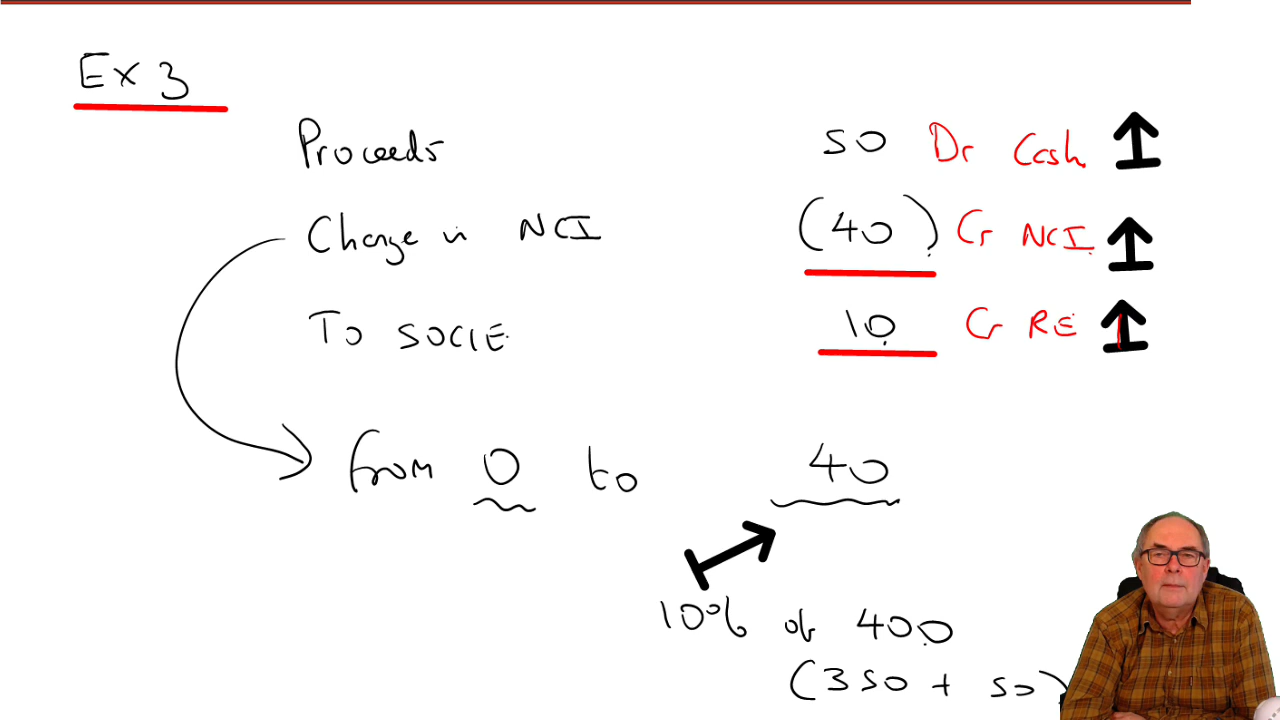 Ex 3
Proceeds 50 Dr Cash
Change in NCI (40) Cr NCI
To SOCIE 10 Cr RE
from 0 to 40
10% of 400
(350 + 50)